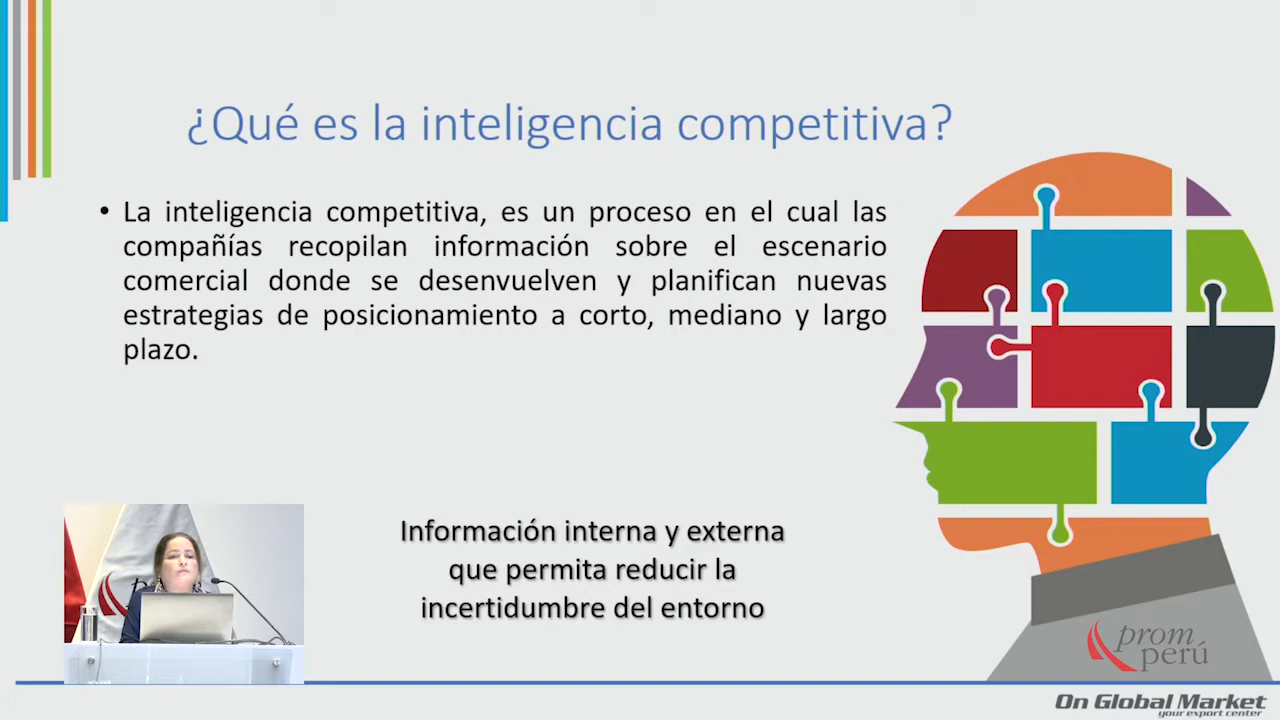 ¿Qué es la inteligencia competitiva?
• La inteligencia competitiva, es un proceso en el cual las
compañías recopilan información sobre el escenario
comercial donde se desenvuelven y planifican nuevas
estrategias de posicionamiento a corto, mediano y largo
plazo.
Información interna y externa
que permita reducir la
incertidumbre del entorno
prom
perú
On Global Market
your export center